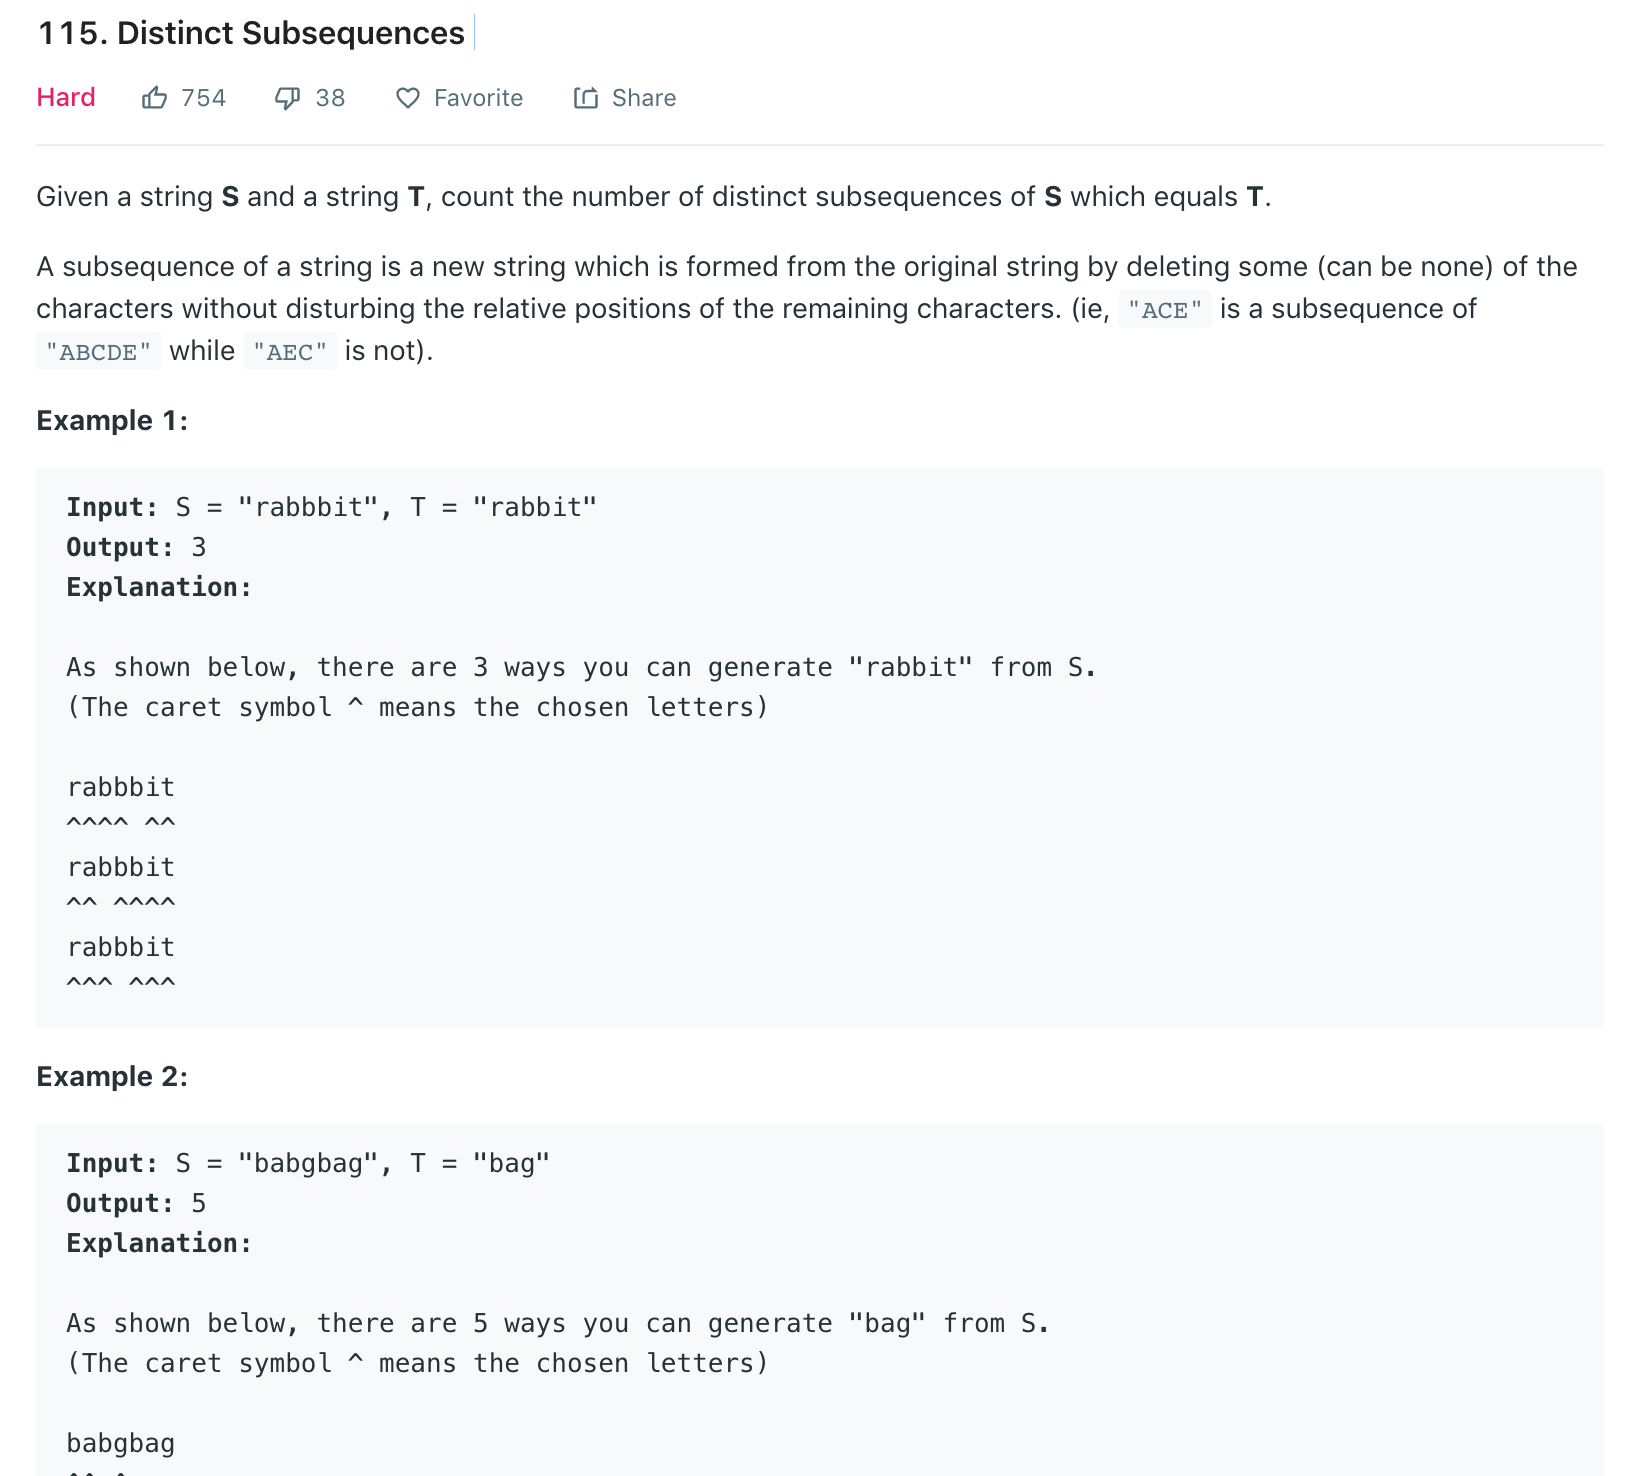 115. Distinct Subsequences
Hard 754 38 Favorite Share
Given a string S and a string T, count the number of distinct subsequences of S which equals T.
A subsequence of a string is a new string which is formed from the original string by deleting some (can be none) of the
characters without disturbing the relative positions of the remaining characters. (ie, "ACE" is a subsequence of
"ABCDE" while "AEC" is not).
Example 1:
Input: S = "rabbbit", T = "rabbit"
Output: 3
Explanation:
As shown below, there are 3 ways you can generate "rabbit" from S.
(The caret symbol ^ means the chosen letters)
rabbbit
^^^^ ^^
rabbbit
^^ ^^^^
rabbbit
^^^ ^^^
Example 2:
Input: S = "babgbag", T = "bag"
Output: 5
Explanation:
As shown below, there are 5 ways you can generate "bag" from S.
(The caret symbol ^ means the chosen letters)
babgbag
^^ ^